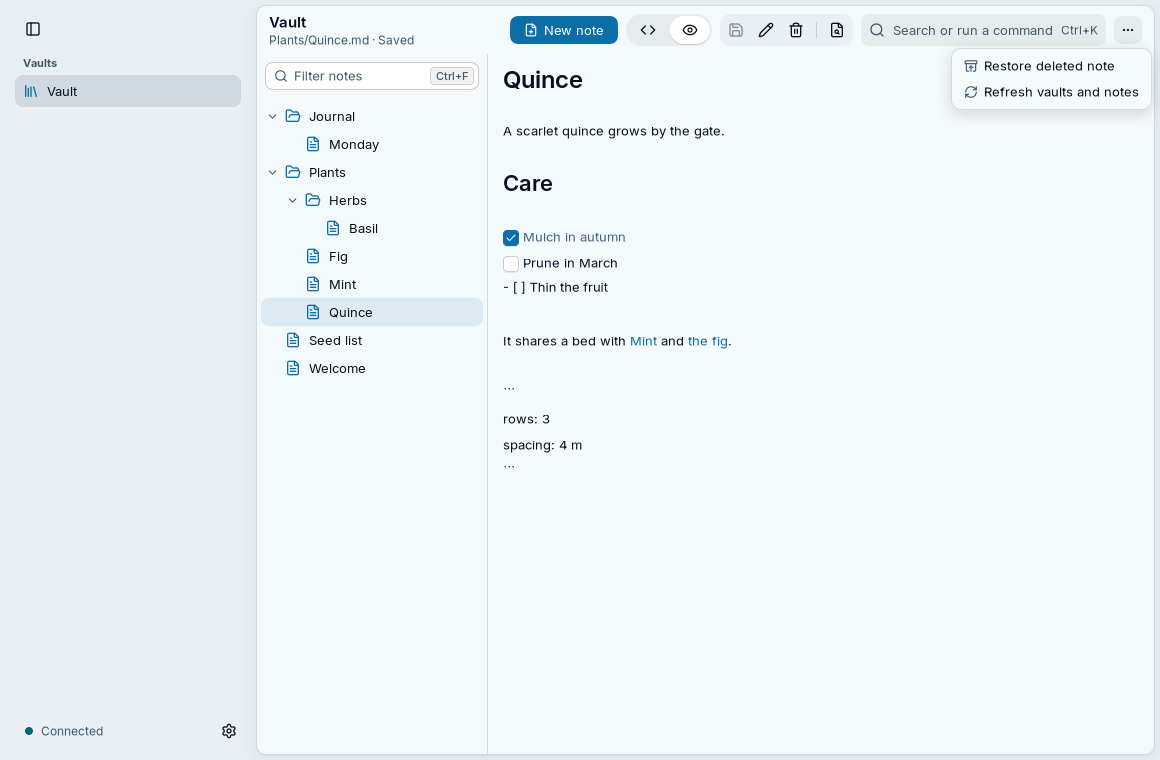 Vaults
Vault
Connected
Vault
Plants/Quince.md · Saved
New note
Search or run a command Ctrl+K
Restore deleted note
Refresh vaults and notes
Filter notes Ctrl+F
Journal
Monday
Plants
Herbs
Basil
Fig
Mint
Quince
Seed list
Welcome
Quince
A scarlet quince grows by the gate.
Care
Mulch in autumn
Prune in March
- [ ] Thin the fruit
It shares a bed with Mint and the fig.
```
rows: 3
spacing: 4 m
```